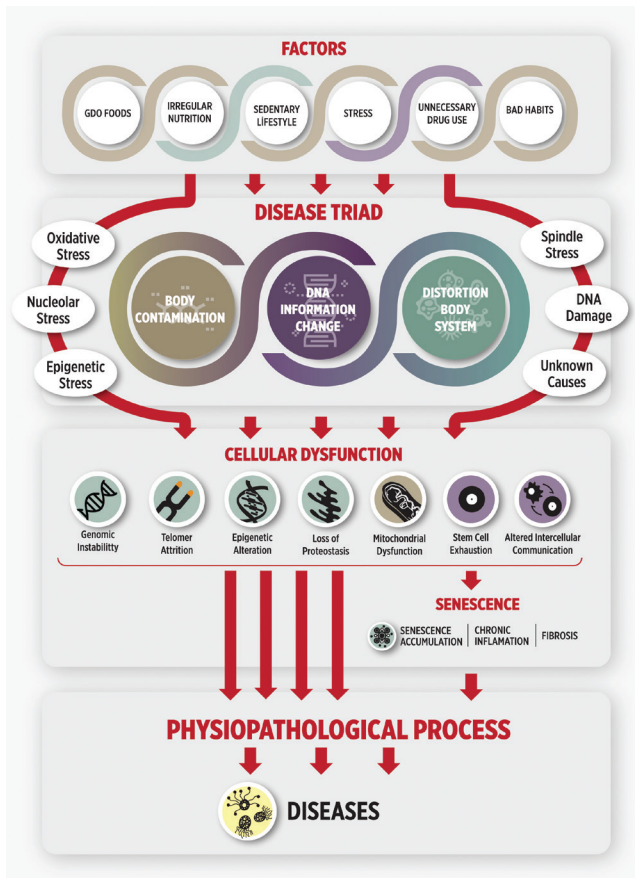 FACTORS
GDO FOODS
IRREGULAR
NUTRITION
SEDENTARY
LİFESTYLE
STRESS
UNNECESSARY
DRUG USE
BAD HABITS
DISEASE TRIAD
Oxidative
Stress
Nucleolar
Stress
Epigenetic
Stress
BODY
CONTAMINATION
DNA
INFORMATION
CHANGE
DISTORTION
BODY
SYSTEM
Spindle
Stress
DNA
Damage
Unknown
Causes
CELLULAR DYSFUNCTION
Genomic
Instabilitty
Telomer
Attrition
Epigenetic
Alteration
Loss of
Proteostasis
Mitochondrial
Dysfunction
Stem Cell
Exhaustion
Altered Intercellular
Communication
SENESCENCE
SENESCENCE
ACCUMULATION
CHRONIC
INFLAMATION
FIBROSIS
PHYSIOPATHOLOGICAL PROCESS
DISEASES